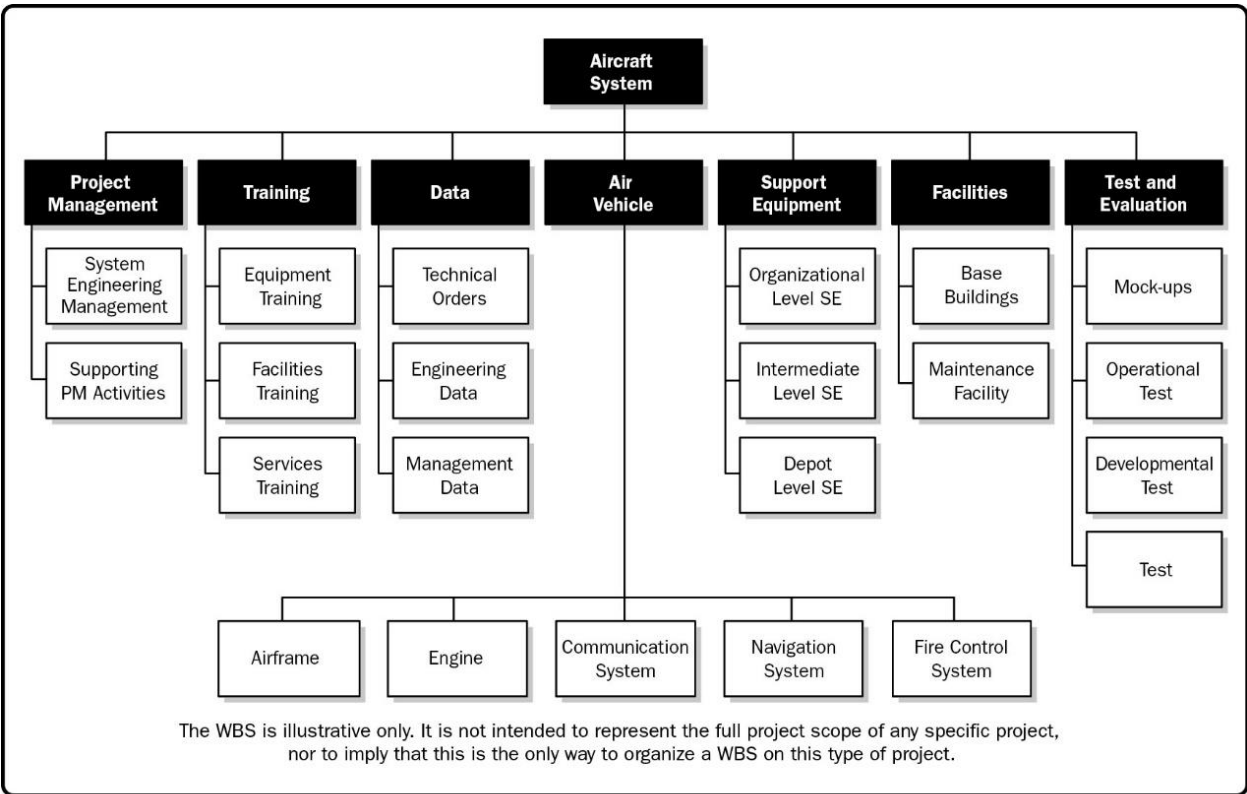 Aircraft
System
Project
Management
Training
Data
Air
Vehicle
Support
Equipment
Facilities
Test and
Evaluation
System
Engineering
Management
Supporting
PM Activities
Equipment
Training
Facilities
Training
Services
Training
Technical
Orders
Engineering
Data
Management
Data
Organizational
Level SE
Intermediate
Level SE
Depot
Level SE
Base
Buildings
Maintenance
Facility
Mock-ups
Operational
Test
Developmental
Test
Test
Airframe
Engine
Communication
System
Navigation
System
Fire Control
System
The WBS is illustrative only. It is not intended to represent the full project scope of any specific project,
nor to imply that this is the only way to organize a WBS on this type of project.